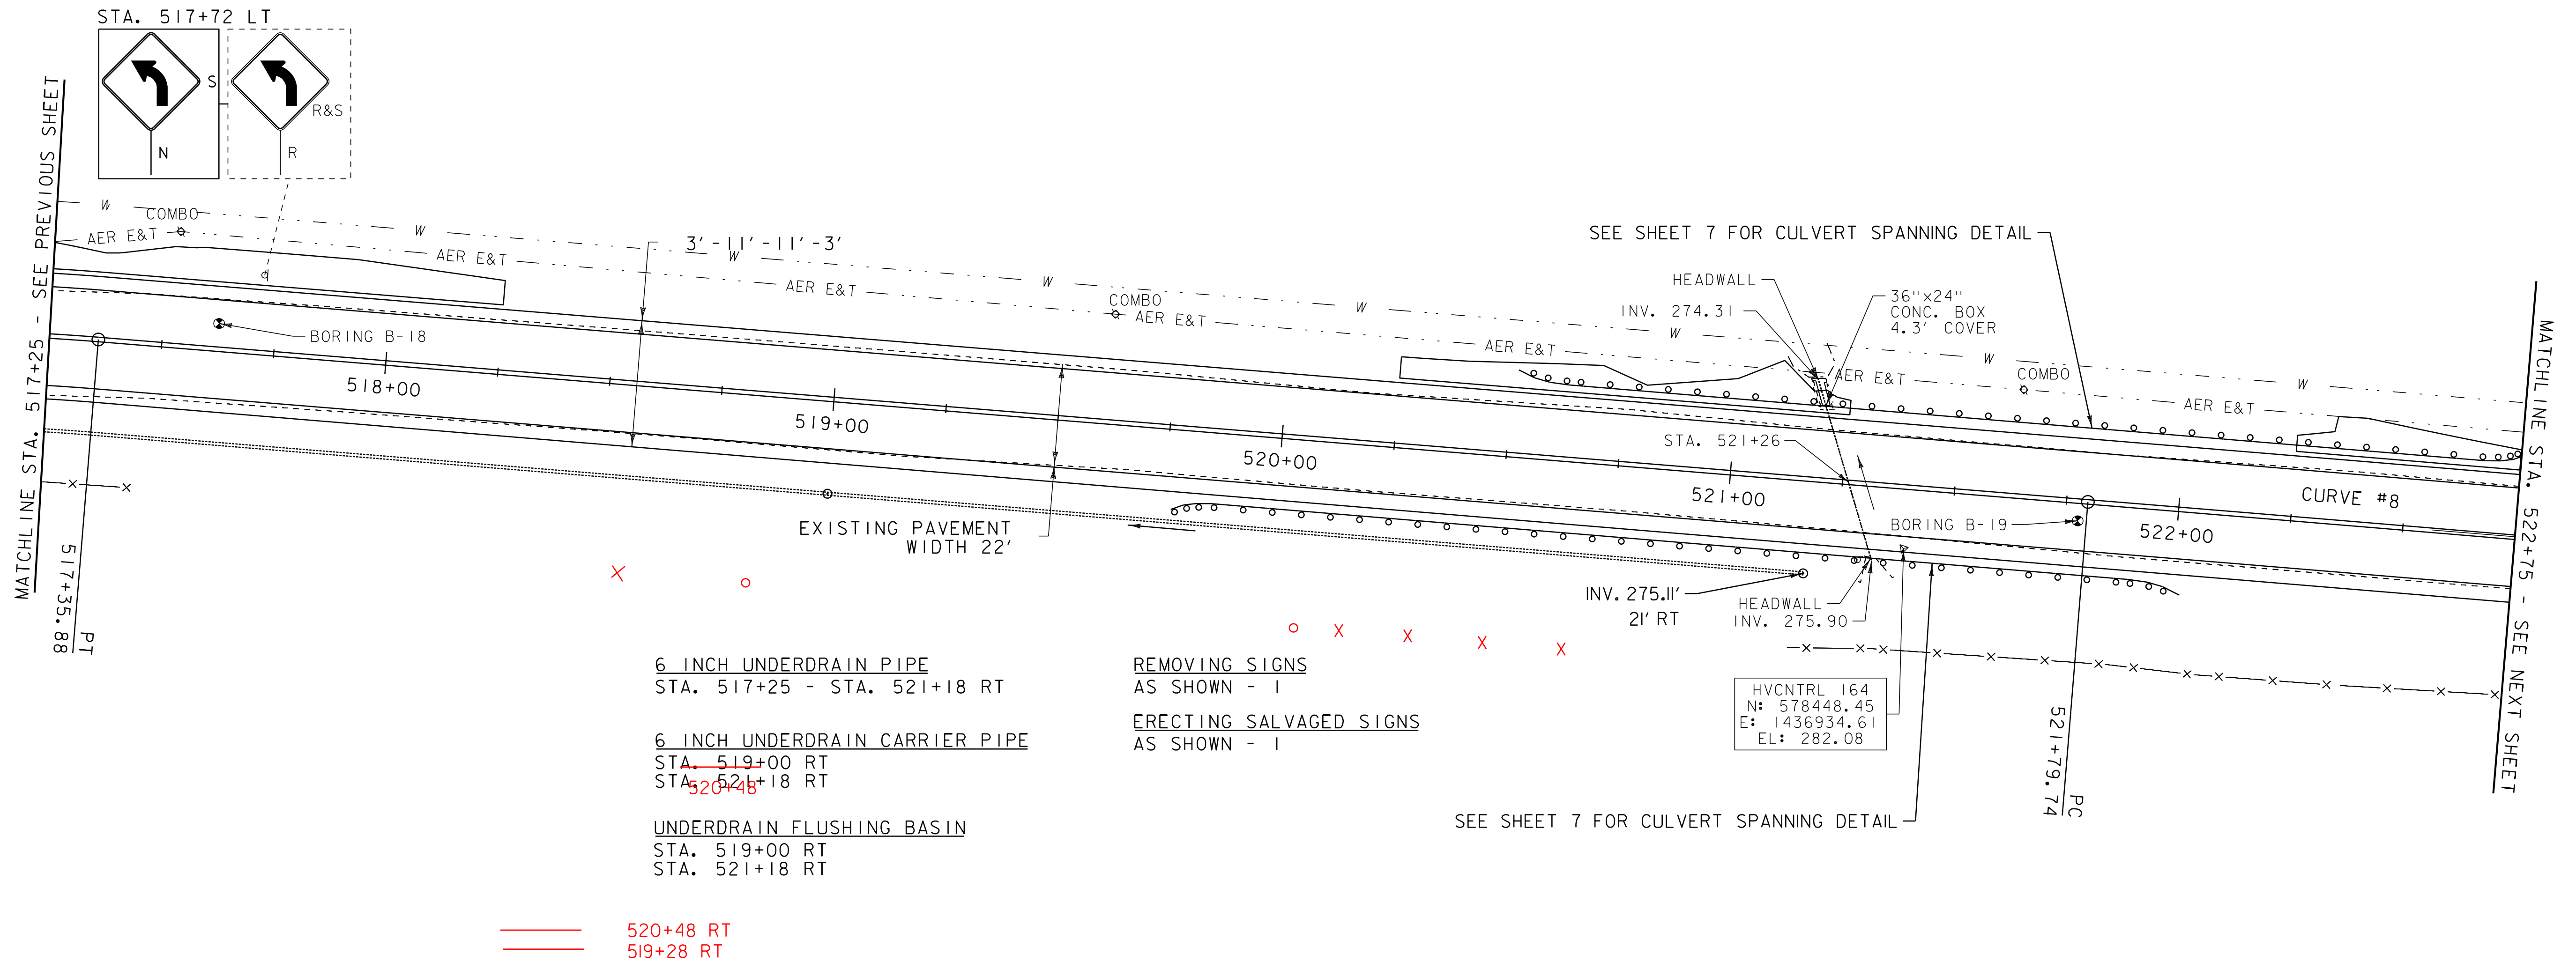 STA. 517+72 LT
S
R&S
N
R
MATCHLINE STA. 517+25 - SEE PREVIOUS SHEET
W
COMBO
AER E&T
W
AER E&T
3'-11'-11'-3'
W
AER E&T
W
COMBO
AER E&T
W
AER E&T
W
W
AER E&T
COMBO
W
AER E&T
SEE SHEET 7 FOR CULVERT SPANNING DETAIL
HEADWALL
INV. 274.31
36"x24"
CONC. BOX
4.3' COVER
BORING B-18
518+00
519+00
520+00
521+00
522+00
STA. 521+26
CURVE #8
BORING B-19
EXISTING PAVEMENT
WIDTH 22'
517+35.88
PT
INV. 275.11'
21' RT
HEADWALL
INV. 275.90
HVCNTRL 164
N: 578448.45
E: 1436934.61
EL: 282.08
521+79.74
PC
MATCHLINE STA. 522+75 - SEE NEXT SHEET
SEE SHEET 7 FOR CULVERT SPANNING DETAIL
6 INCH UNDERDRAIN PIPE
STA. 517+25 - STA. 521+18 RT
6 INCH UNDERDRAIN CARRIER PIPE
STA. 519+00 RT
STA. 521+18 RT
520+48
UNDERDRAIN FLUSHING BASIN
STA. 519+00 RT
STA. 521+18 RT
REMOVING SIGNS
AS SHOWN - 1
ERECTING SALVAGED SIGNS
AS SHOWN - 1
520+48 RT
519+28 RT